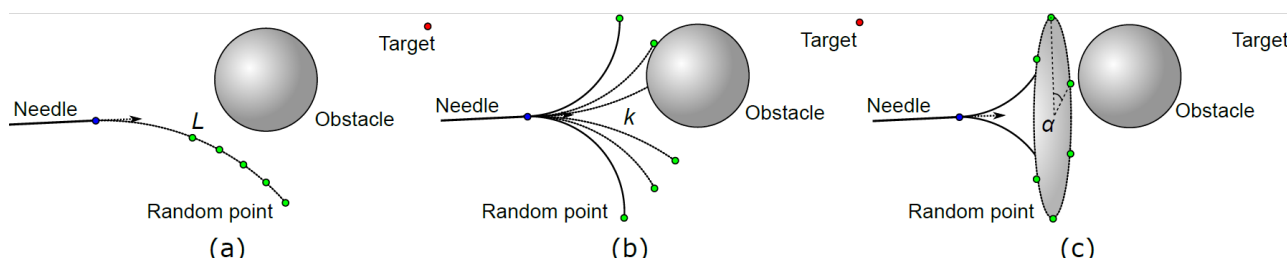 Target
Needle
L
Obstacle
Random point
(a)
Target
Needle
k
Obstacle
Random point
(b)
Target
Needle
α
Obstacle
Random point
(c)